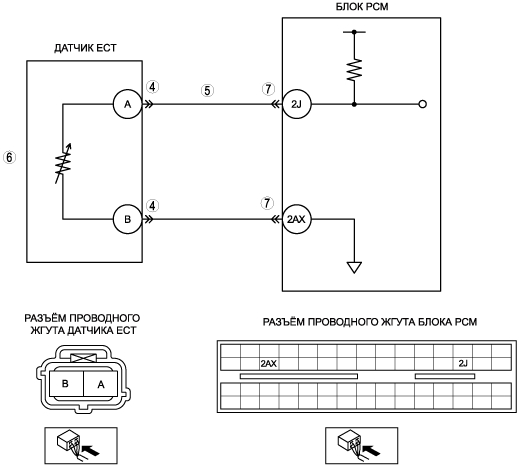 БЛОК PCM
ДАТЧИК ECT
④ ⑤ ⑦
A 2J
⑥
④ ⑦
B 2AX
РАЗЪЁМ ПРОВОДНОГО
ЖГУТА ДАТЧИКА ECT
РАЗЪЁМ ПРОВОДНОГО ЖГУТА БЛОКА PCM
B A
2AX 2J